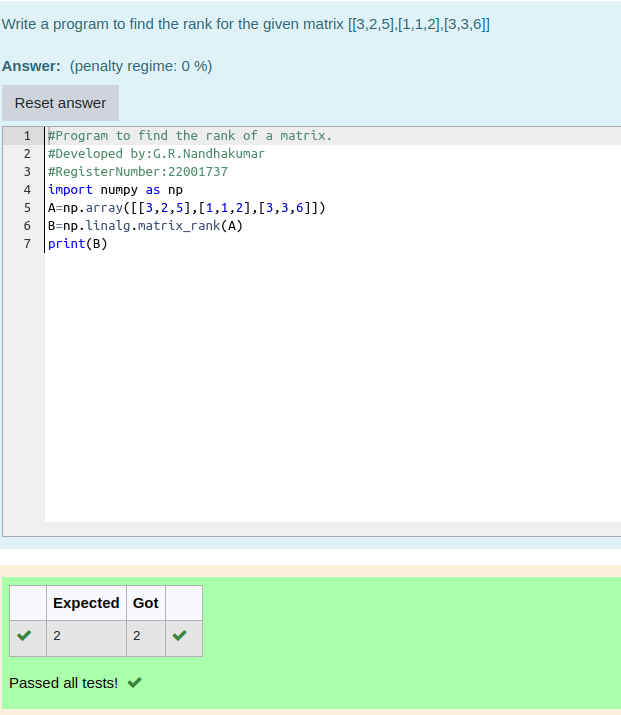 Write a program to find the rank for the given matrix [[3,2,5],[1,1,2],[3,3,6]]
Answer: (penalty regime: 0 %)
Reset answer
1 #Program to find the rank of a matrix.
2 #Developed by:G.R.Nandhakumar
3 #RegisterNumber:22001737
4 import numpy as np
5 A=np.array([[3,2,5],[1,1,2],[3,3,6]])
6 B=np.linalg.matrix_rank(A)
7 print(B)
Expected Got
2 2
Passed all tests!